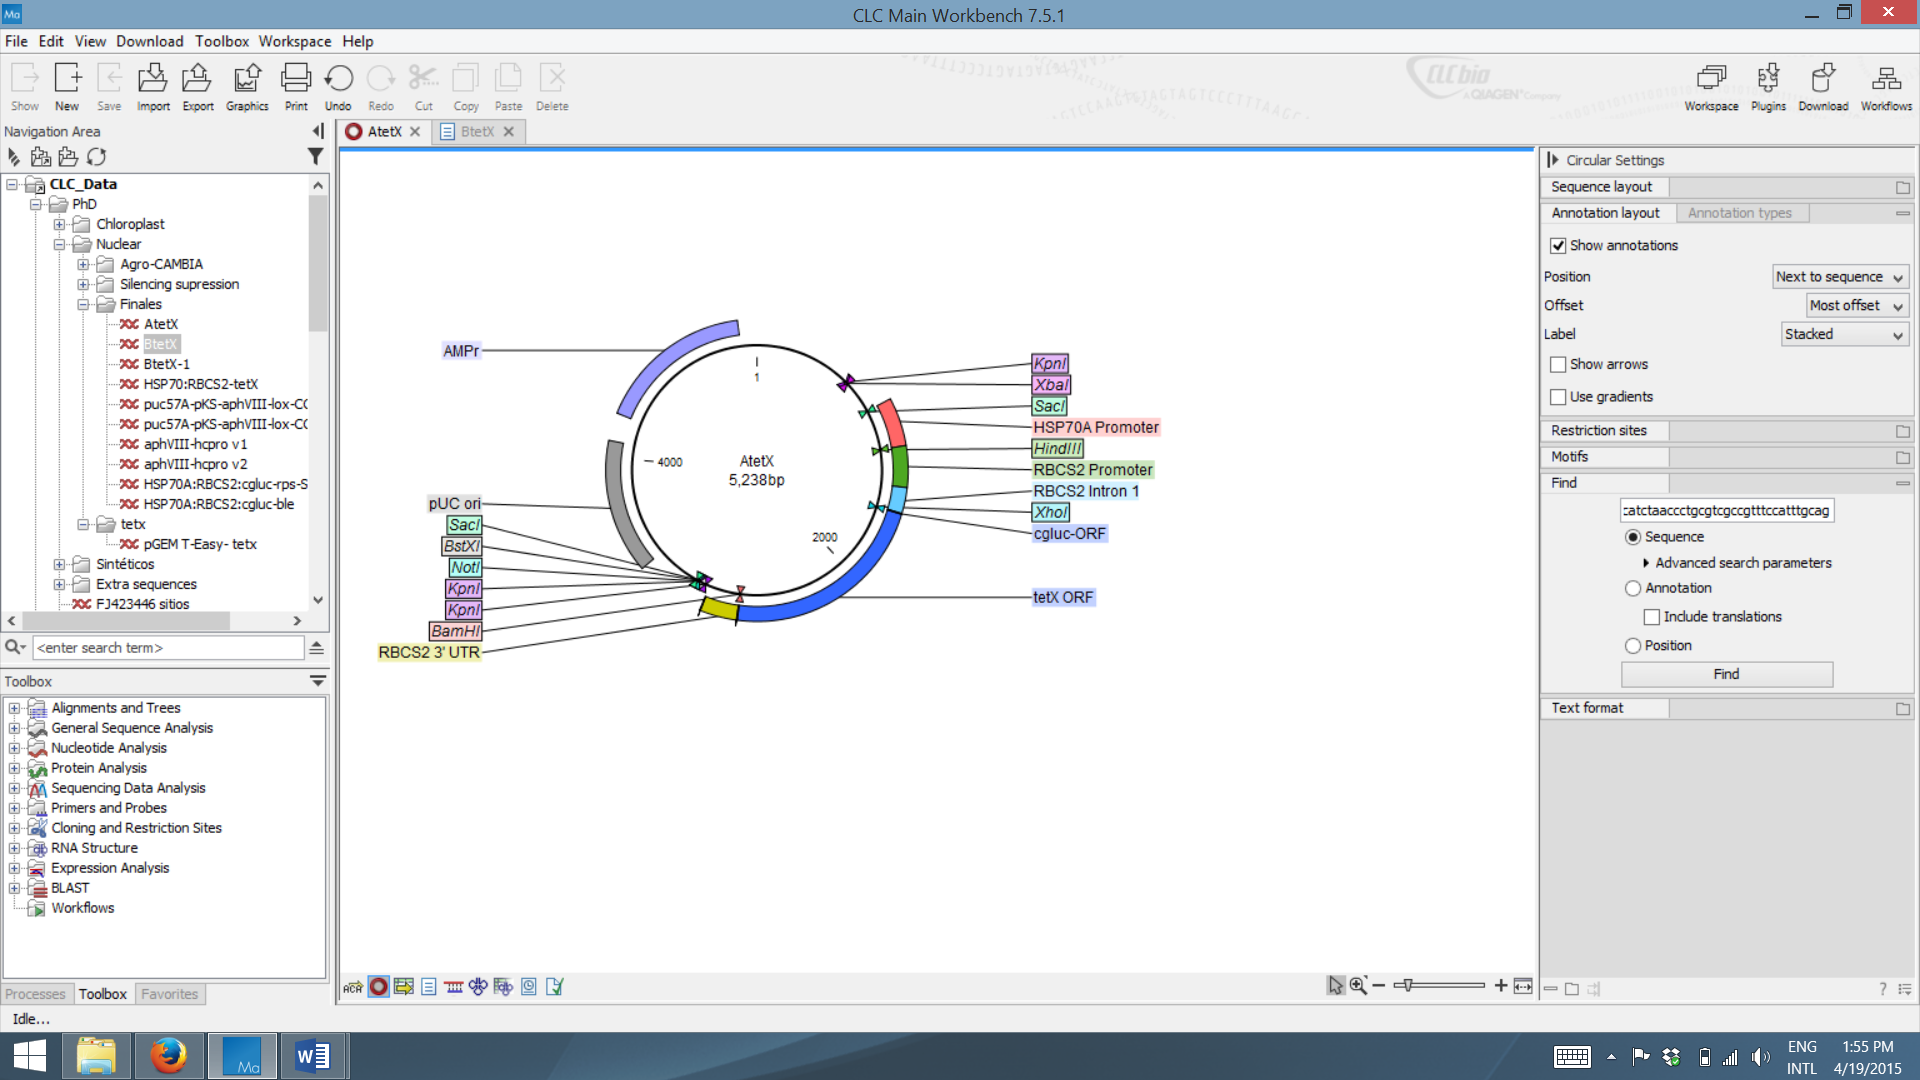 Ma
CLC Main Workbench 7.5.1
File Edit View Download Toolbox Workspace Help
Show New Save Import Export Graphics Print Undo Redo Cut Copy Paste Delete
CLCbio
A QIAGEN Company
Workspace Plugins Download Workflows
Navigation Area
CLC_Data
PhD
Chloroplast
Nuclear
Agro-CAMBIA
Silencing supression
Finales
AtetX
BtetX
BtetX-1
HSP70:RBCS2-tetX
puc57A-pKS-aphVIII-lox-CC
puc57A-pKS-aphVIII-lox-CC
aphVIII-hcpro v1
aphVIII-hcpro v2
HSP70A:RBCS2:cgluc-rps-S
HSP70A:RBCS2:cgluc-ble
tetx
pGEM T-Easy- tetx
Sintéticos
Extra sequences
FJ423446 sitios
<enter search term>
Toolbox
Alignments and Trees
General Sequence Analysis
Nucleotide Analysis
Protein Analysis
Sequencing Data Analysis
Primers and Probes
Cloning and Restriction Sites
RNA Structure
Expression Analysis
BLAST
Workflows
Processes Toolbox Favorites
Idle...
AtetX BtetX
AMPr
pUC ori
SacI
BstXI
NotI
KpnI
KpnI
BamHI
RBCS2 3' UTR
1
2000
4000
AtetX
5,238bp
KpnI
XbaI
SacI
HSP70A Promoter
HindIII
RBCS2 Promoter
RBCS2 Intron 1
XhoI
cgluc-ORF
tetX ORF
Circular Settings
Sequence layout
Annotation layout Annotation types
Show annotations
Position Next to sequence
Offset Most offset
Label Stacked
Show arrows
Use gradients
Restriction sites
Motifs
Find
catctaaccctgcgtcgccgtttccatttgcag
Sequence
Advanced search parameters
Annotation
Include translations
Position
Find
Text format
Ma
ENG
INTL
1:55 PM
4/19/2015